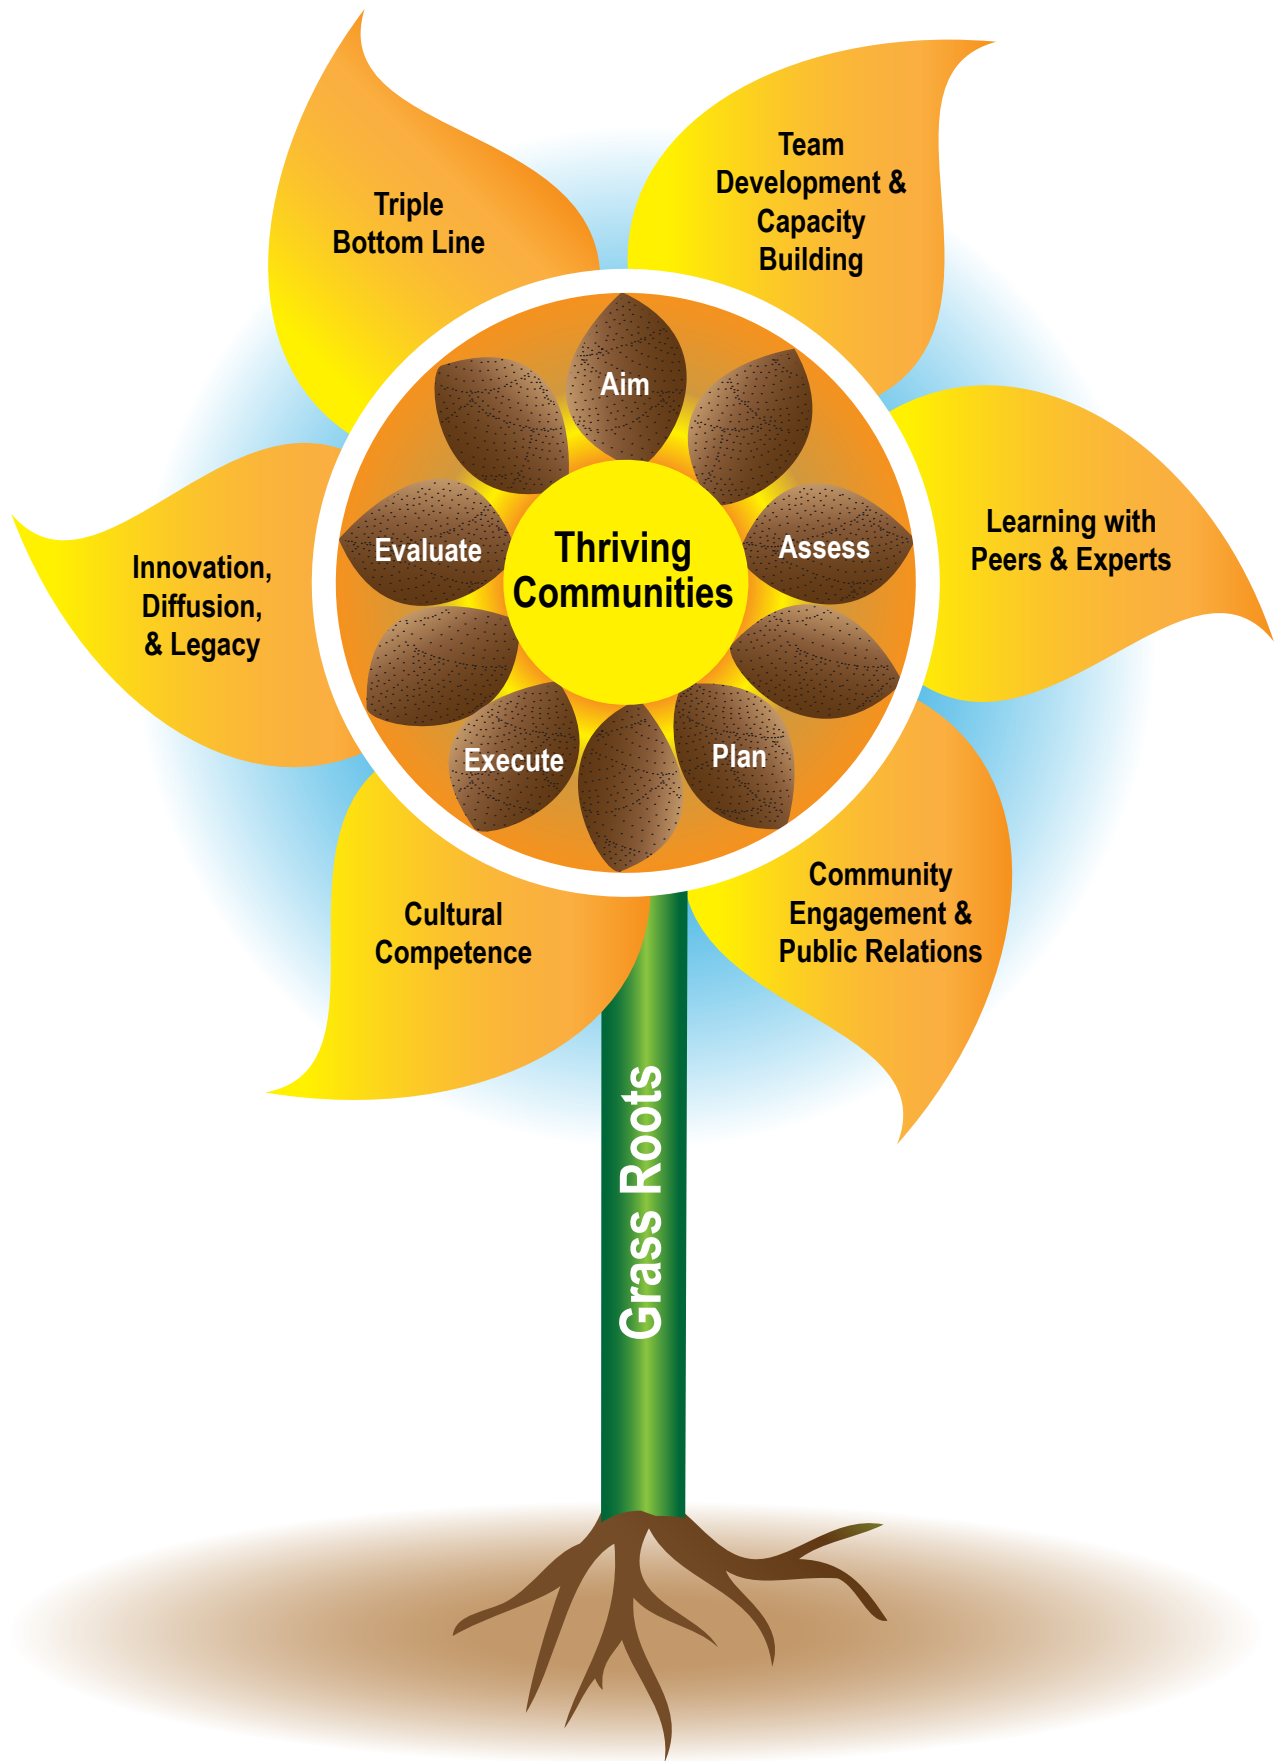 Triple
Bottom Line
Team
Development &
Capacity
Building
Learning with
Peers & Experts
Community
Engagement &
Public Relations
Cultural
Competence
Innovation,
Diffusion,
& Legacy
Aim
Assess
Plan
Execute
Evaluate
Thriving
Communities
Grass Roots